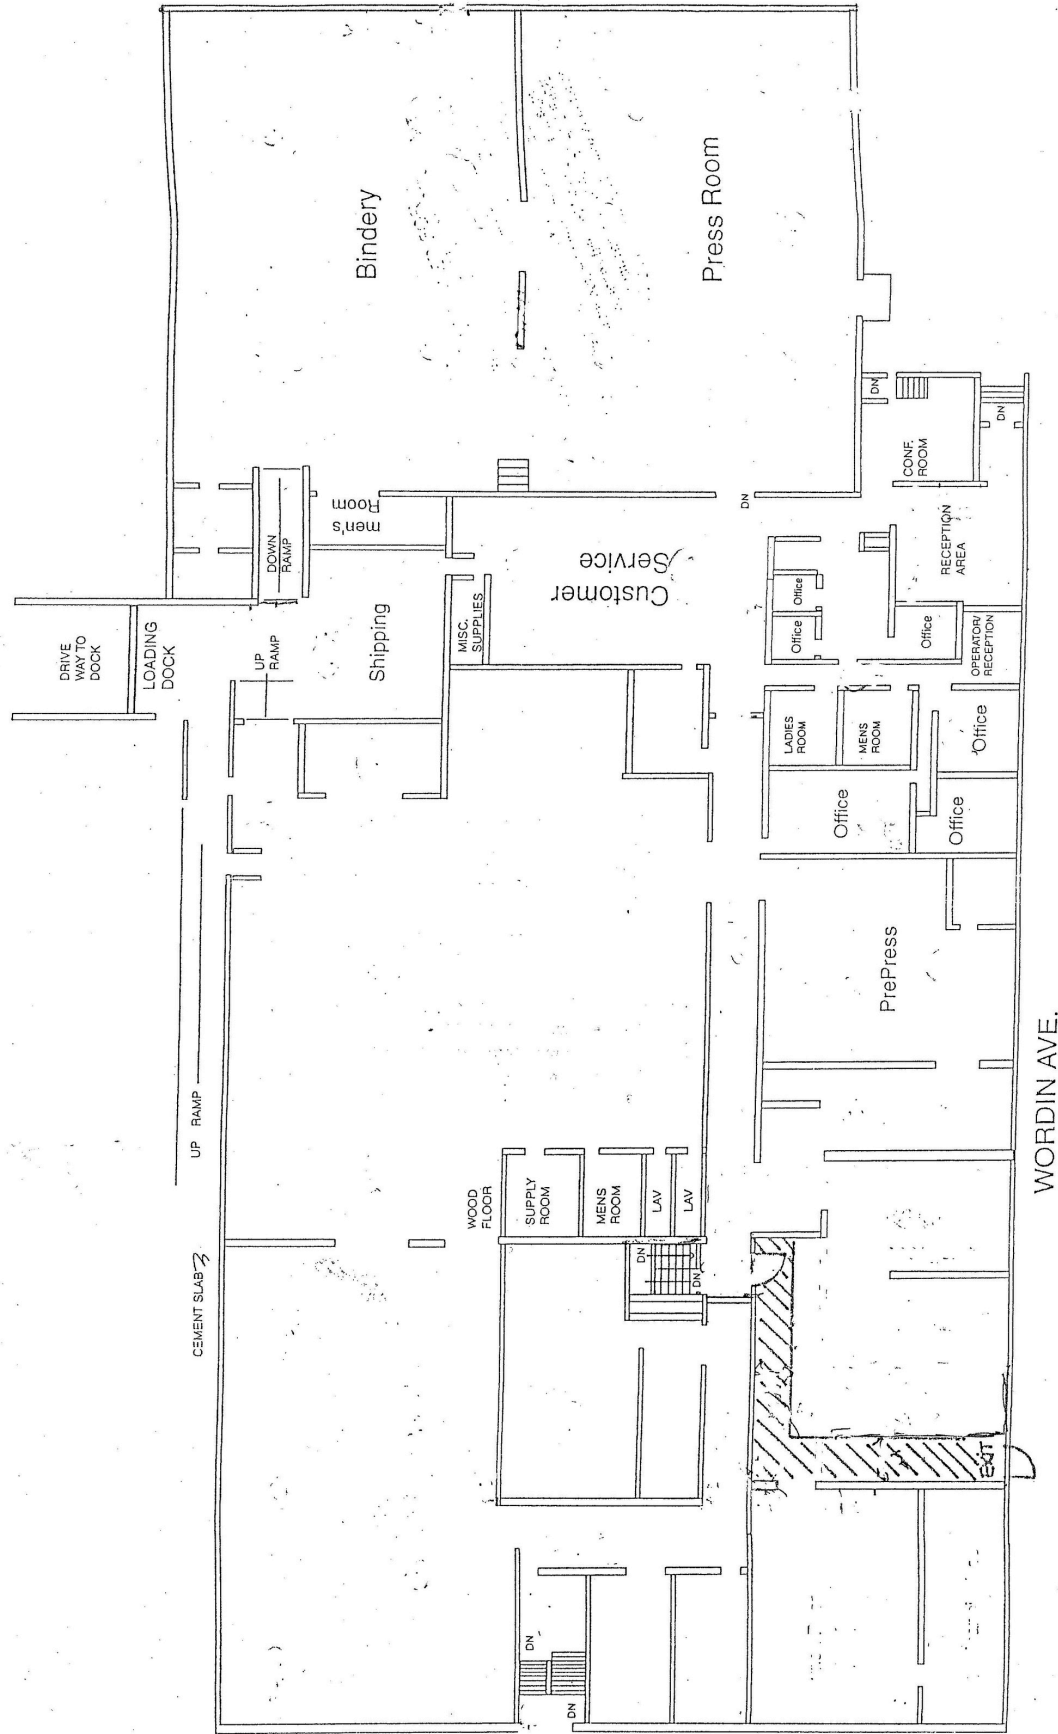 DRIVE
WAY TO
DOCK
LOADING
DOCK
UP
RAMP
DOWN
RAMP
men's
Room
Shipping
MISC.
SUPPLIES
Customer
Service
Bindery
Press Room
DN
DN
DN
CONF.
ROOM
RECEPTION
AREA
Office
Office
Office
OPERATOR/
RECEPTION
LADIES
ROOM
MENS
ROOM
Office
Office
Office
PrePress
UP RAMP
CEMENT SLAB
WOOD
FLOOR
SUPPLY
ROOM
MENS
ROOM
LAV
LAV
DN
DN
DN
DN
EXIT
WORDIN AVE.